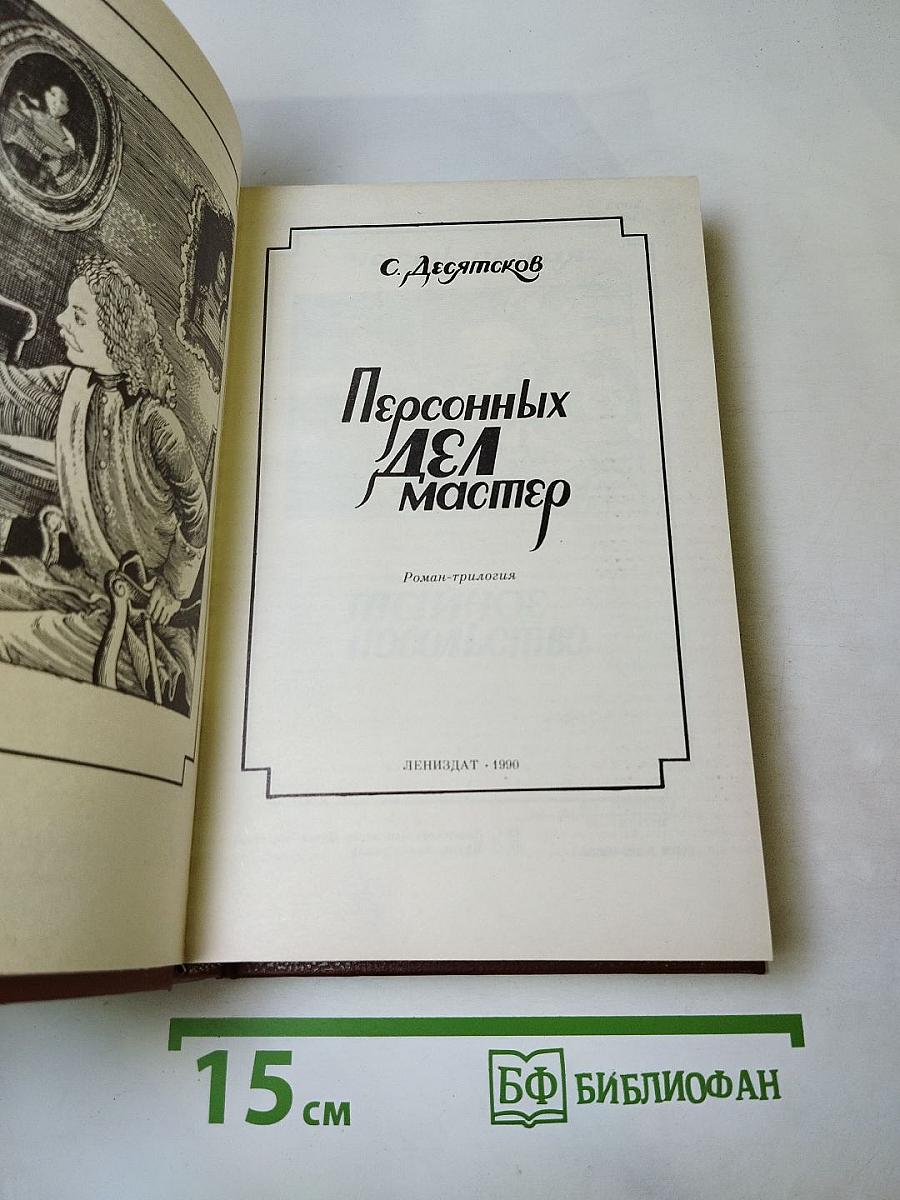 С. Десятсков
Персонных
дел
мастер
Роман-трилогия
ЛЕНИЗДАТ · 1990
15 см
БФ БИБЛИОФАН